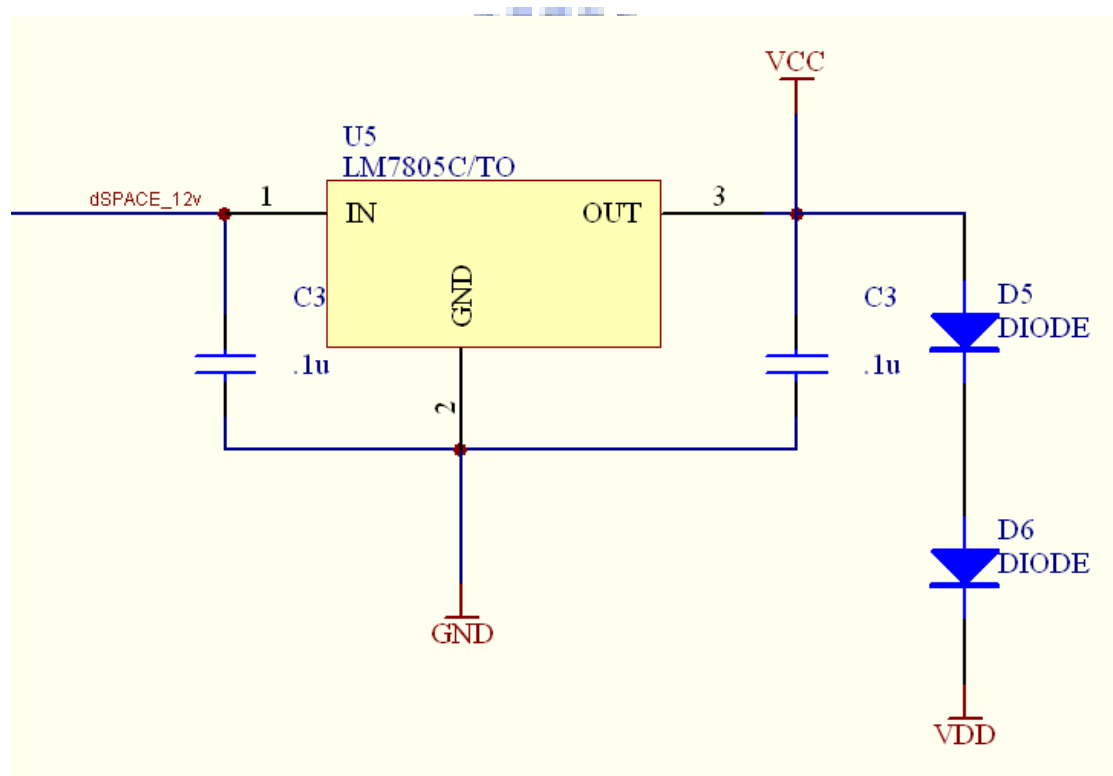 VCC
U5
LM7805C/TO
dSPACE_12v
1
IN
OUT
3
GND
C3
.1u
2
C3
.1u
D5
DIODE
D6
DIODE
GND
VDD